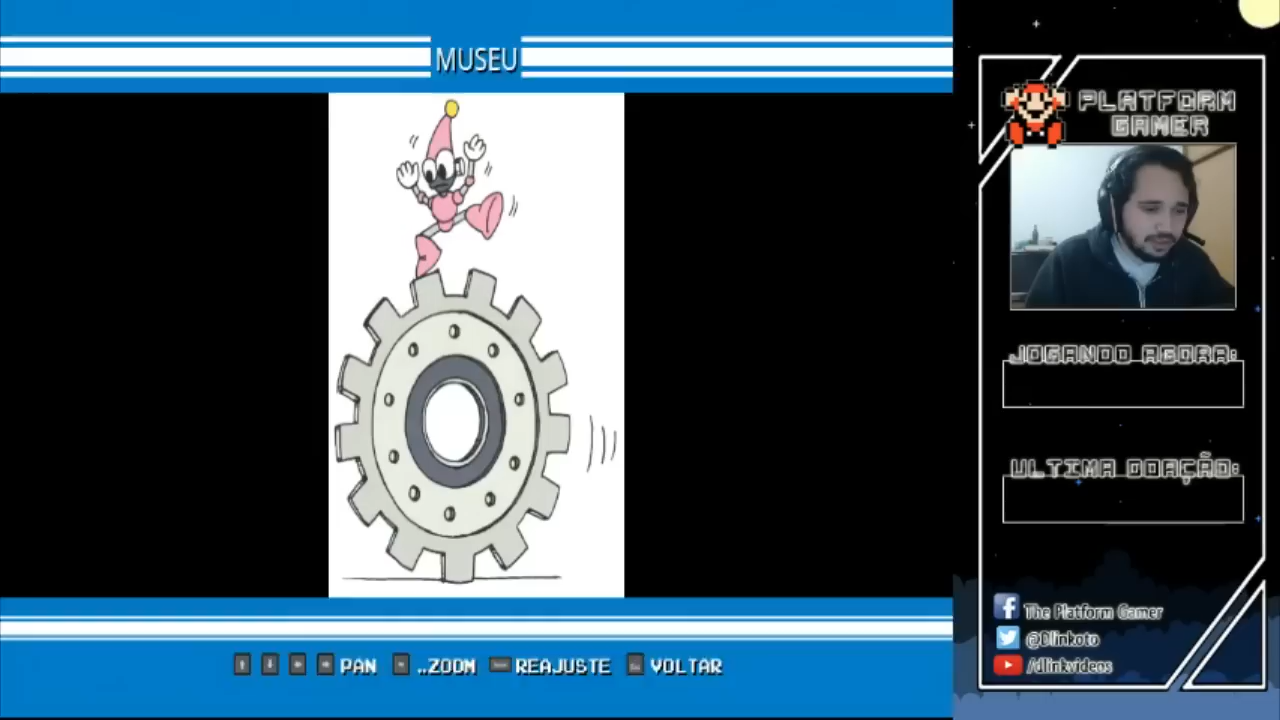 MUSEU
PLATFORM
GAMER
JOGANDO AGORA:
ULTIMA DOAÇÃO:
The Platform Gamer
@Dlinkoto
/dlinkvideos
PAN ..ZOOM REAJUSTE VOLTAR